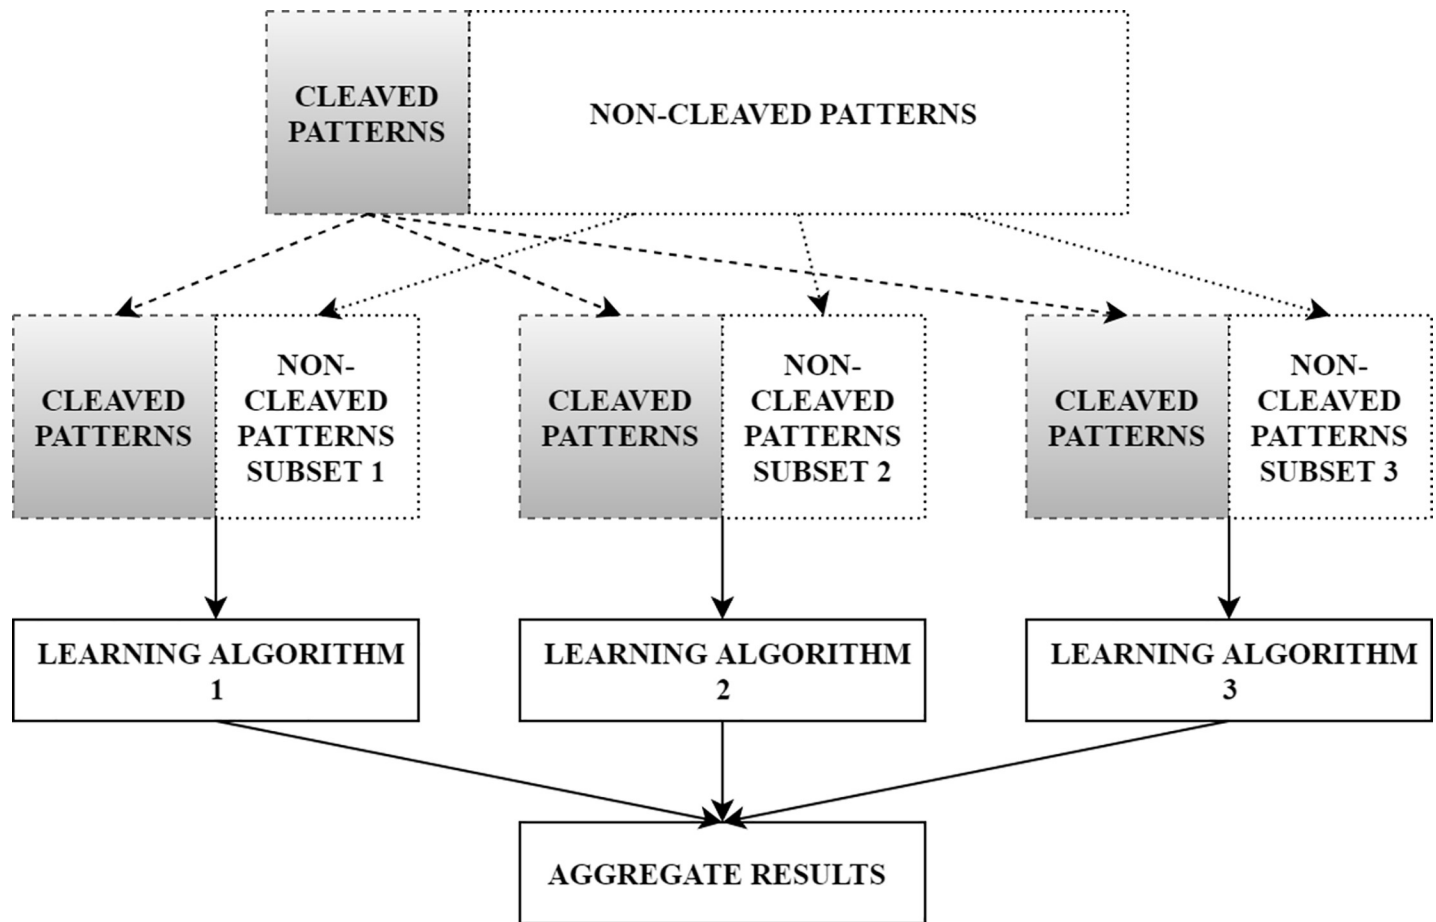 CLEAVED
PATTERNS
NON-CLEAVED PATTERNS
CLEAVED
PATTERNS
NON-
CLEAVED
PATTERNS
SUBSET 1
CLEAVED
PATTERNS
NON-
CLEAVED
PATTERNS
SUBSET 2
CLEAVED
PATTERNS
NON-
CLEAVED
PATTERNS
SUBSET 3
LEARNING ALGORITHM
1
LEARNING ALGORITHM
2
LEARNING ALGORITHM
3
AGGREGATE RESULTS